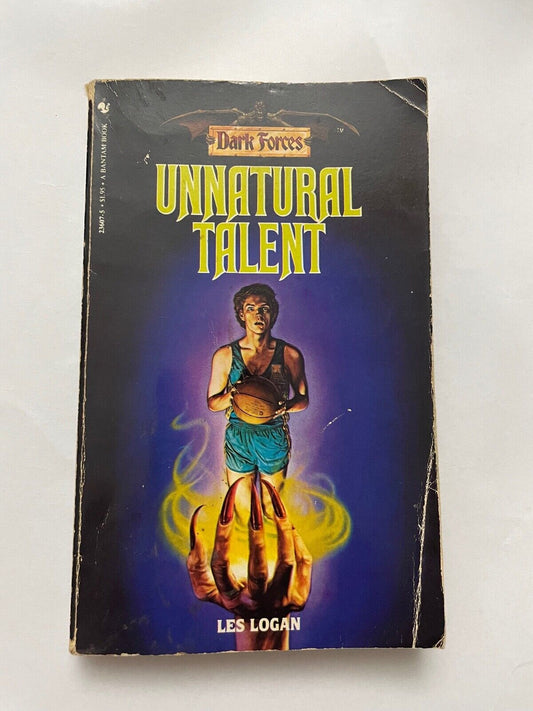 23607-5 • $1.95 • A BANTAM BOOK
Dark Forces
UNNATURAL
TALENT
LES LOGAN